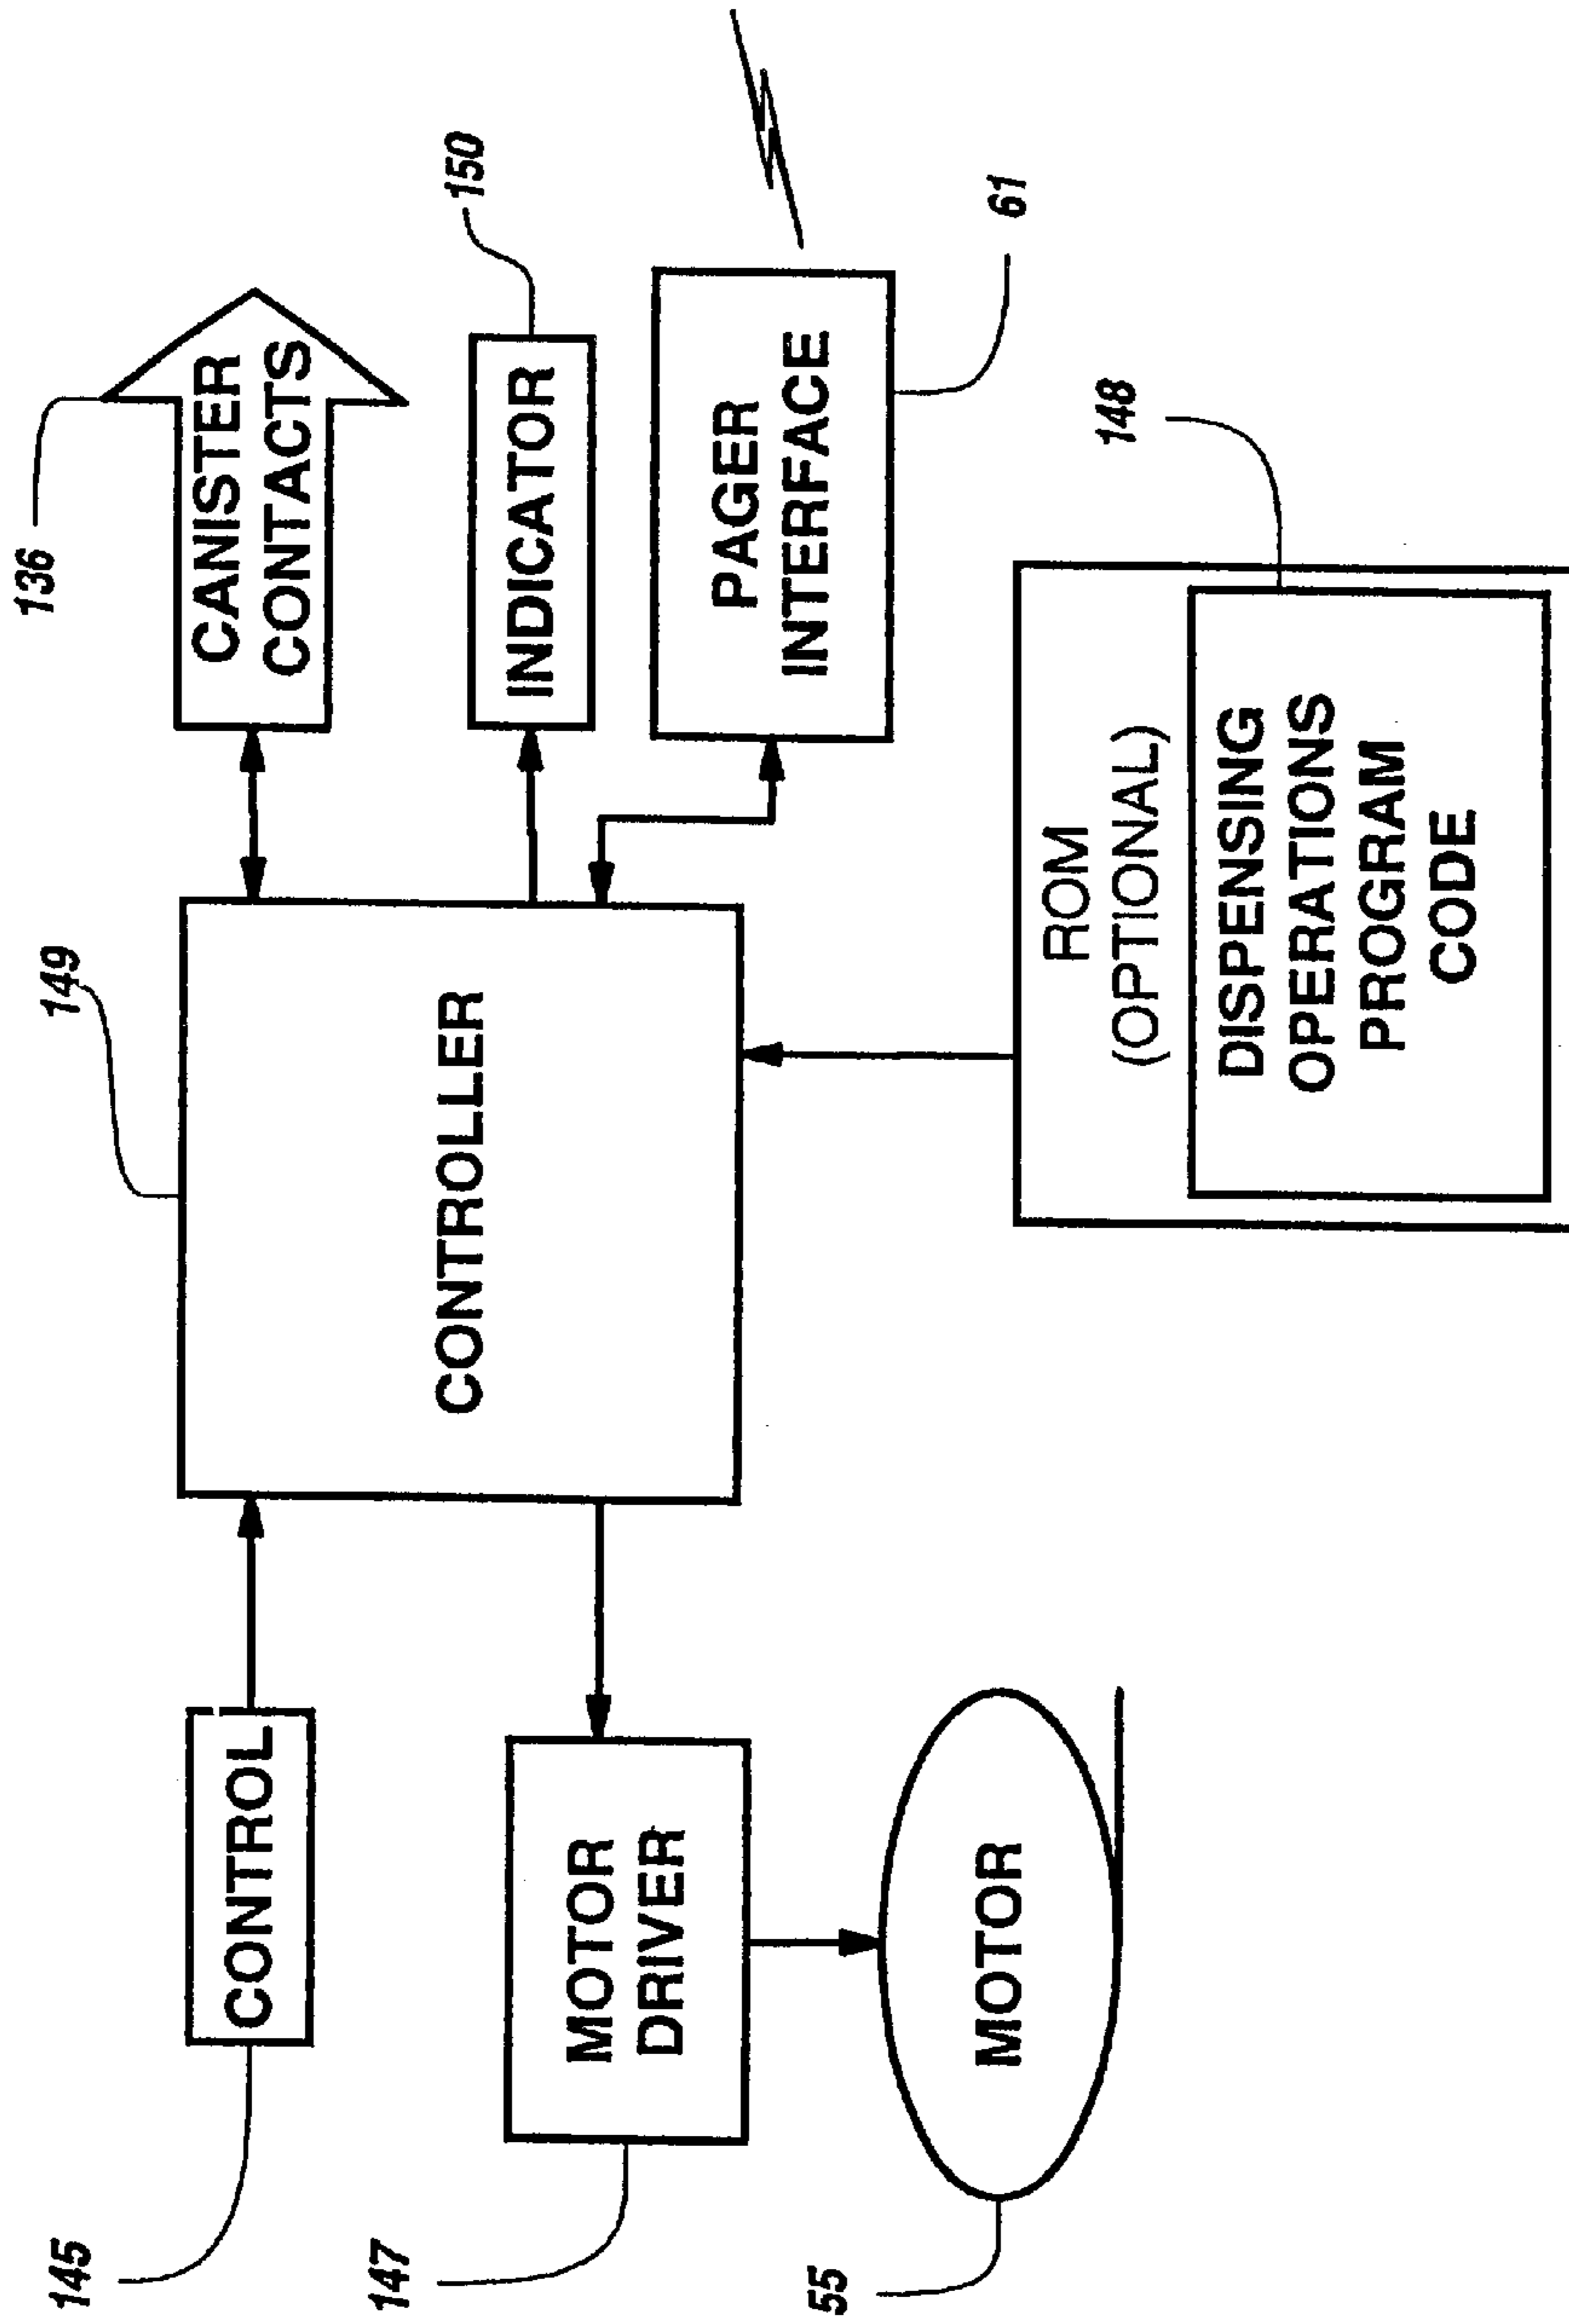 136
CANISTER
CONTACTS
149
150
INDICATOR
145
CONTROL
CONTROLLER
PAGER
INTERFACE
61
147
MOTOR
DRIVER
55
MOTOR
148
ROM
(OPTIONAL)
DISPENSING
OPERATIONS
PROGRAM
CODE